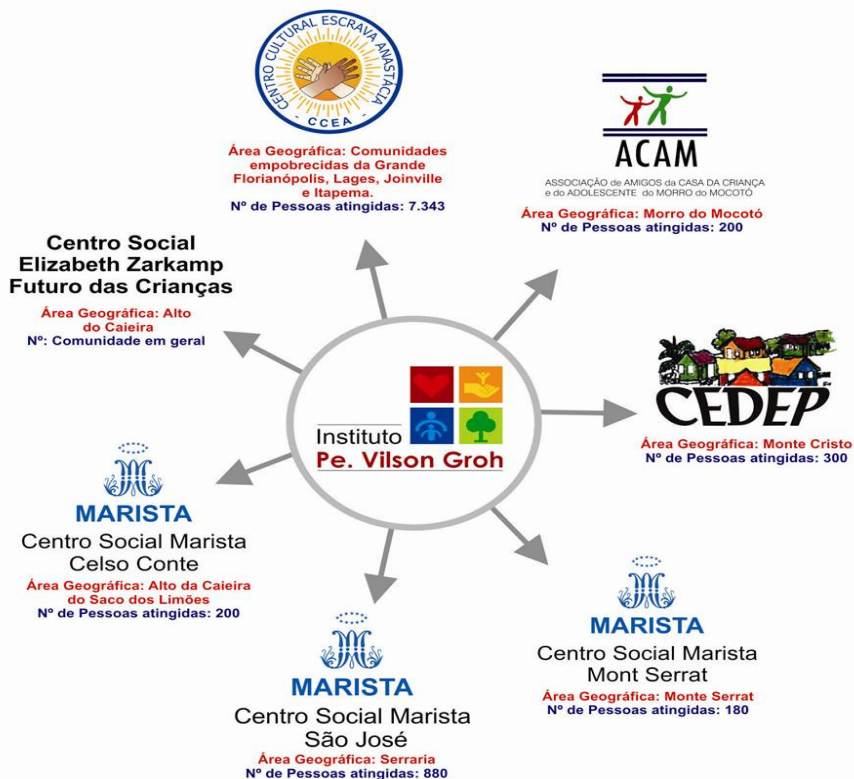 CENTRO CULTURAL ESCRAVA ANASTÁCIA
- CCEA -
Área Geográfica: Comunidades
empobrecidas da Grande
Florianópolis, Lages, Joinville
e Itapema.
Nº de Pessoas atingidas: 7.343
ACAM
ASSOCIAÇÃO de AMIGOS da CASA DA CRIANÇA
e do ADOLESCENTE do MORRO do MOCOTÓ
Área Geográfica: Morro do Mocotó
Nº de Pessoas atingidas: 200
Centro Social
Elizabeth Zarkamp
Futuro das Crianças
Área Geográfica: Alto
do Caieira
Nº: Comunidade em geral
Instituto
Pe. Vilson Groh
CEDEP
Área Geográfica: Monte Cristo
Nº de Pessoas atingidas: 300
MARISTA
Centro Social Marista
Celso Conte
Área Geográfica: Alto da Caieira
do Saco dos Limões
Nº de Pessoas atingidas: 200
MARISTA
Centro Social Marista
São José
Área Geográfica: Serraria
Nº de Pessoas atingidas: 880
MARISTA
Centro Social Marista
Mont Serrat
Área Geográfica: Monte Serrat
Nº de Pessoas atingidas: 180